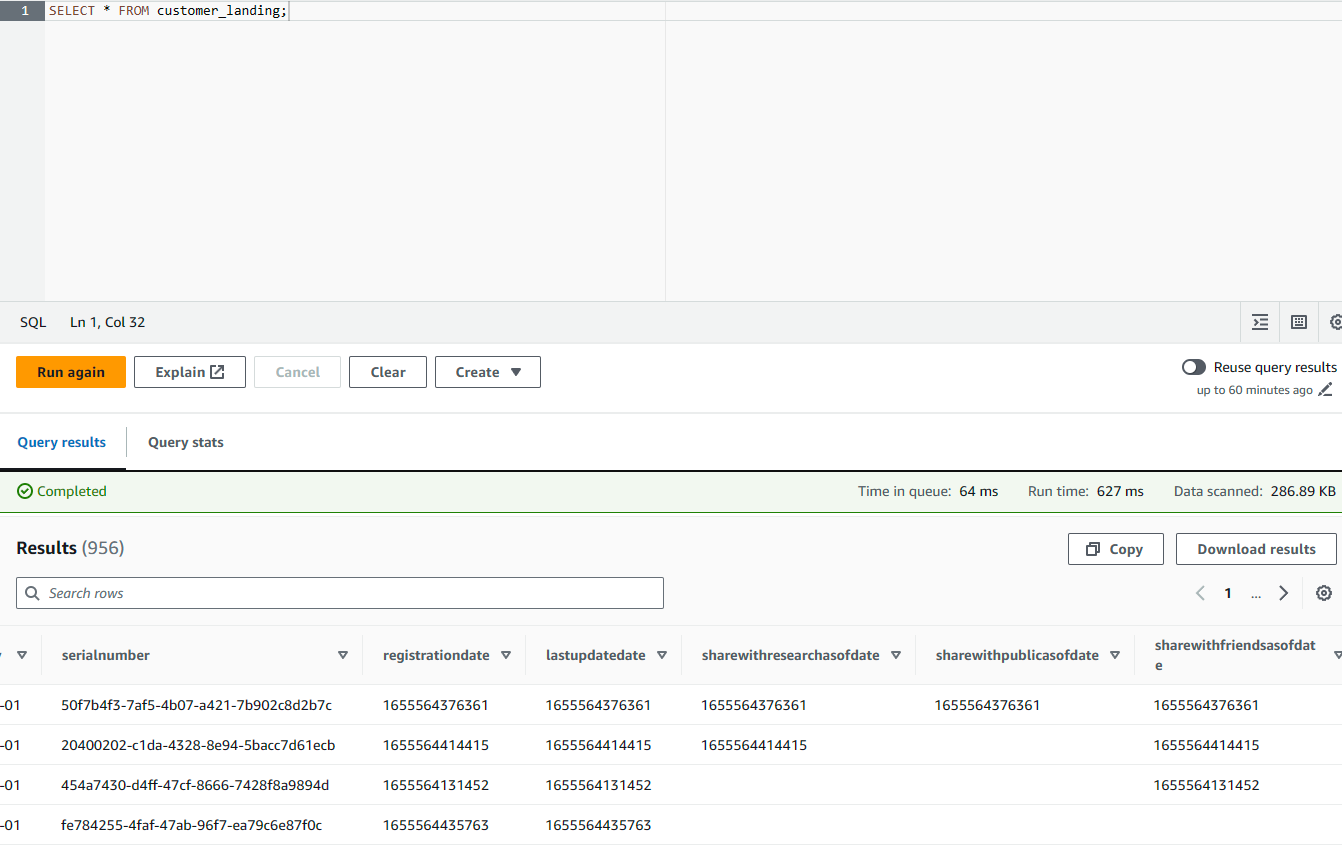 1 SELECT * FROM customer_landing;
SQL Ln 1, Col 32
Run again Explain Cancel Clear Create Reuse query results
up to 60 minutes ago
Query results Query stats
Completed Time in queue: 64 ms Run time: 627 ms Data scanned: 286.89 KB
Results (956) Copy Download results
Search rows 1 ...
serialnumber registrationdate lastupdatedate sharewithresearchasofdate sharewithpublicasofdate sharewithfriendsasofdat
e
-01 50f7b4f3-7af5-4b07-a421-7b902c8d2b7c 1655564376361 1655564376361 1655564376361 1655564376361 1655564376361
-01 20400202-c1da-4328-8e94-5bacc7d61ecb 1655564414415 1655564414415 1655564414415 1655564414415
-01 454a7430-d4ff-47cf-8666-7428f8a9894d 1655564131452 1655564131452 1655564131452
-01 fe784255-4faf-47ab-96f7-ea79c6e87f0c 1655564435763 1655564435763